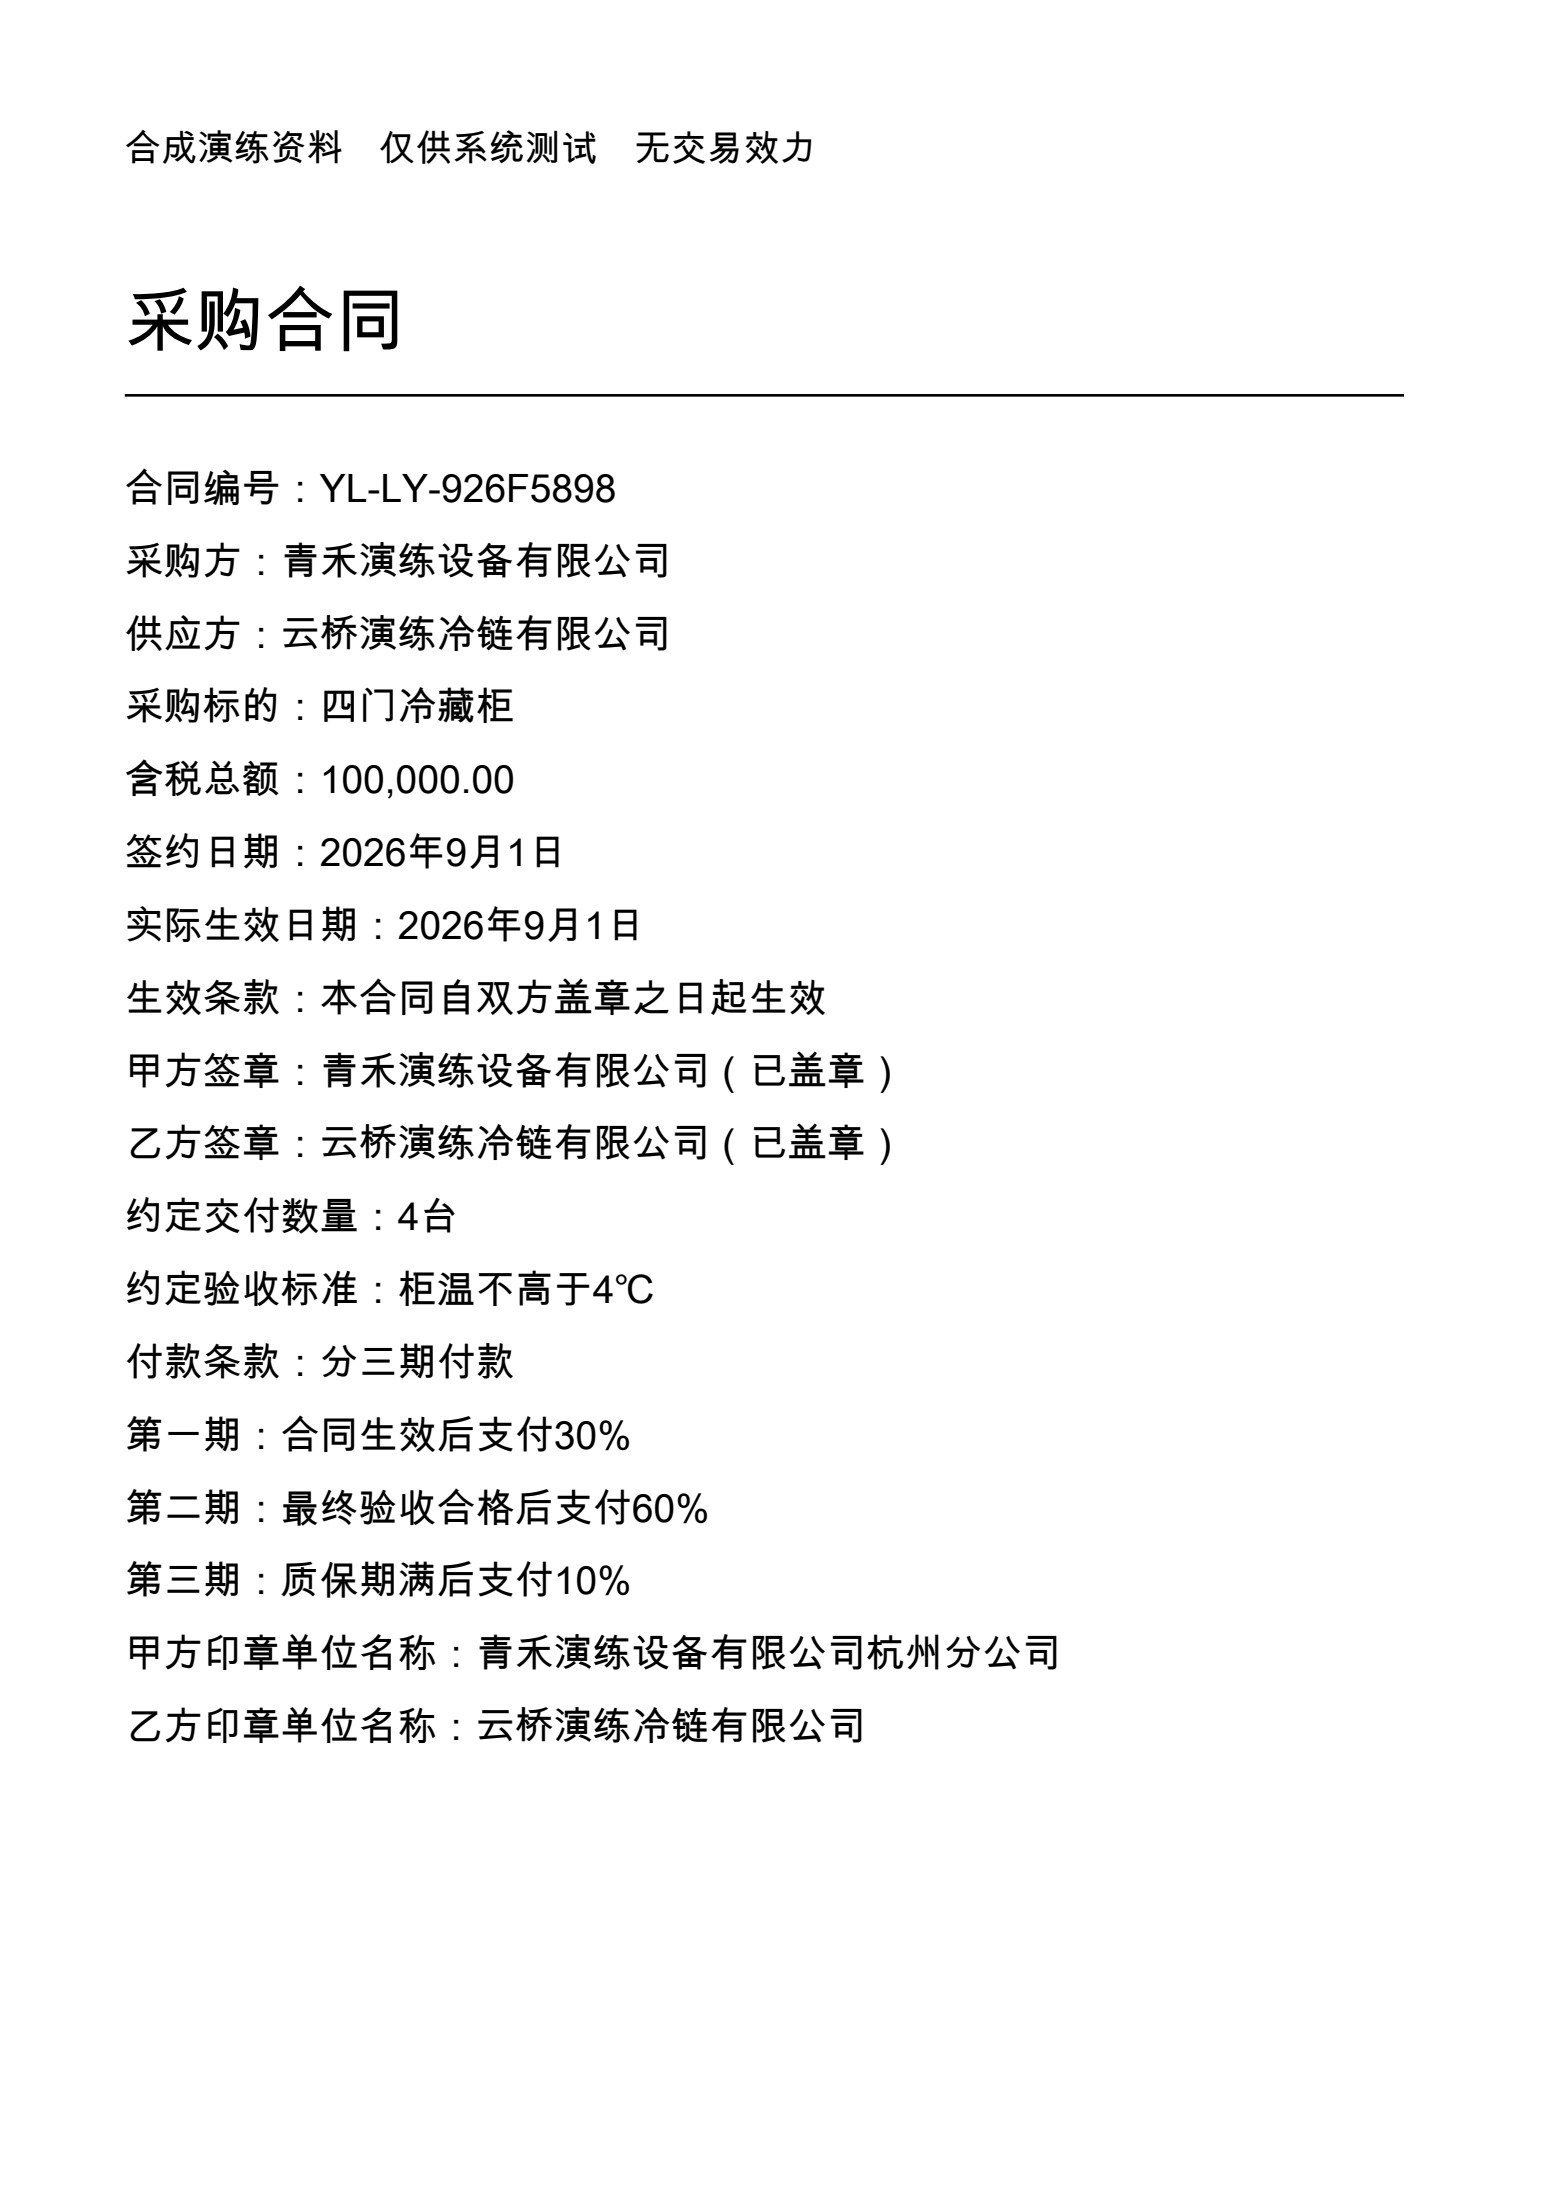 合成演练资料　仅供系统测试　无交易效力
采购合同
合同编号：YL-LY-926F5898
采购方：青禾演练设备有限公司
供应方：云桥演练冷链有限公司
采购标的：四门冷藏柜
含税总额：100,000.00
签约日期：2026年9月1日
实际生效日期：2026年9月1日
生效条款：本合同自双方盖章之日起生效
甲方签章：青禾演练设备有限公司（已盖章）
乙方签章：云桥演练冷链有限公司（已盖章）
约定交付数量：4台
约定验收标准：柜温不高于4℃
付款条款：分三期付款
第一期：合同生效后支付30%
第二期：最终验收合格后支付60%
第三期：质保期满后支付10%
甲方印章单位名称：青禾演练设备有限公司杭州分公司
乙方印章单位名称：云桥演练冷链有限公司